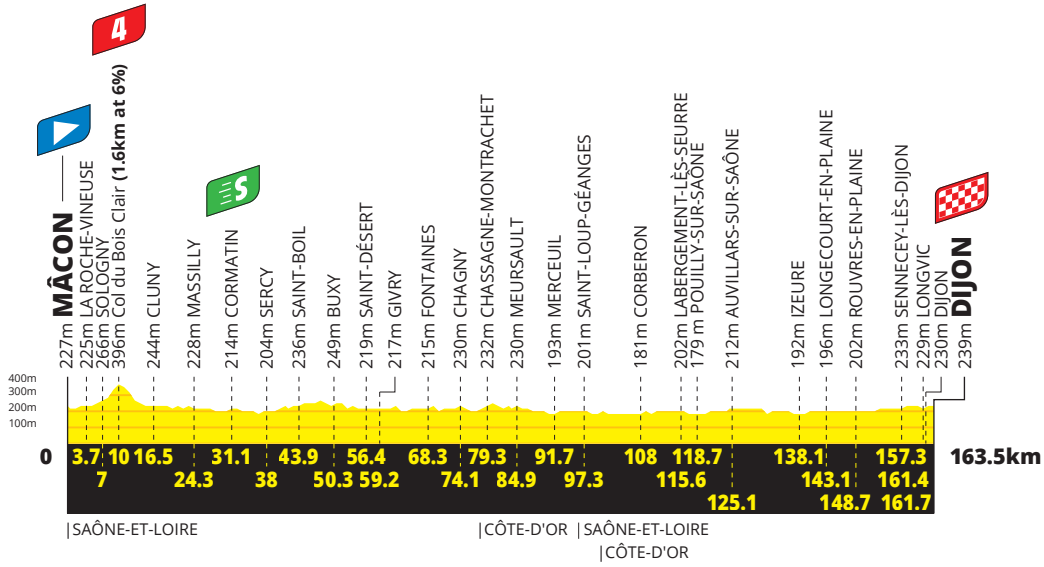 4
227m MÂCON
225m LA ROCHE-VINEUSE
266m SOLOGNY
396m Col du Bois Clair (1.6km at 6%)
244m CLUNY
228m MASSILLY
S
214m CORMATIN
204m SERCY
236m SAINT-BOIL
249m BUXY
219m SAINT-DÉSERT
217m GIVRY
215m FONTAINES
230m CHAGNY
232m CHASSAGNE-MONTRACHET
230m MEURSAULT
193m MERCEUIL
201m SAINT-LOUP-GÉANGES
181m CORBERON
202m LABERGEMENT-LÈS-SEURRE
179 m POUILLY-SUR-SAÔNE
212m AUVILLARS-SUR-SAÔNE
192m IZEURE
196m LONGECOURT-EN-PLAINE
202m ROUVRES-EN-PLAINE
233m SENNECEY-LÈS-DIJON
229m LONGVIC
230m DIJON
239m DIJON
400m
300m
200m
100m
0 3.7 10 16.5 31.1 43.9 56.4 68.3 79.3 91.7 108 118.7 138.1 157.3 163.5km
7 24.3 38 50.3 59.2 74.1 84.9 97.3 115.6 143.1 161.4
125.1 148.7 161.7
|SAÔNE-ET-LOIRE |CÔTE-D'OR |SAÔNE-ET-LOIRE
|CÔTE-D'OR